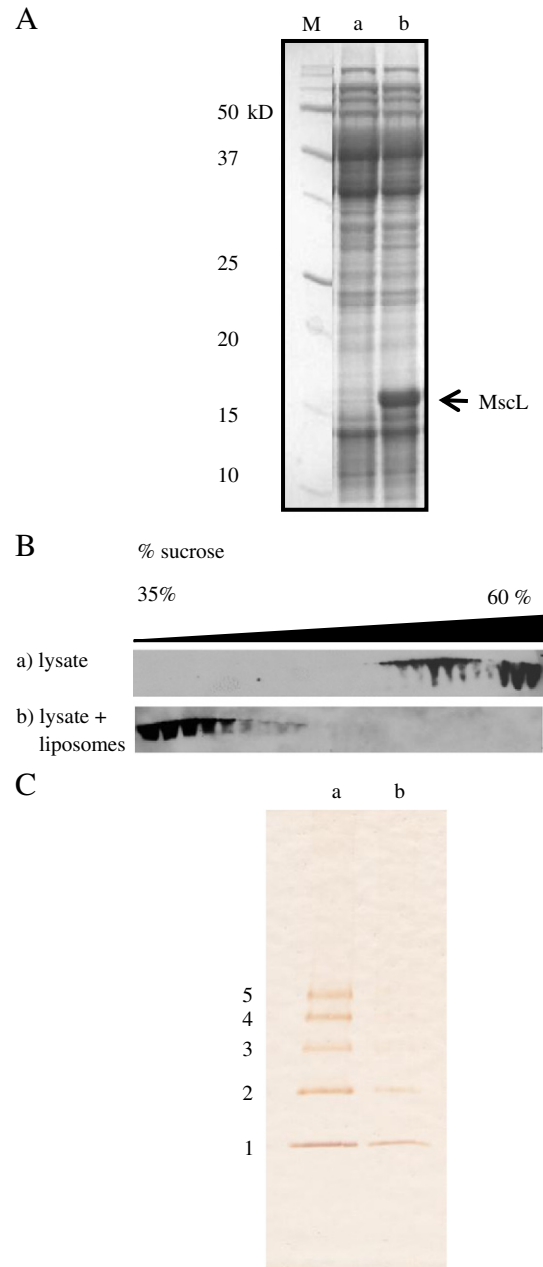 A
M a b
50 kD
37
25
20
15
10
MscL
B
% sucrose
35% 60 %
a) lysate
b) lysate +
liposomes
C
a b
5
4
3
2
1